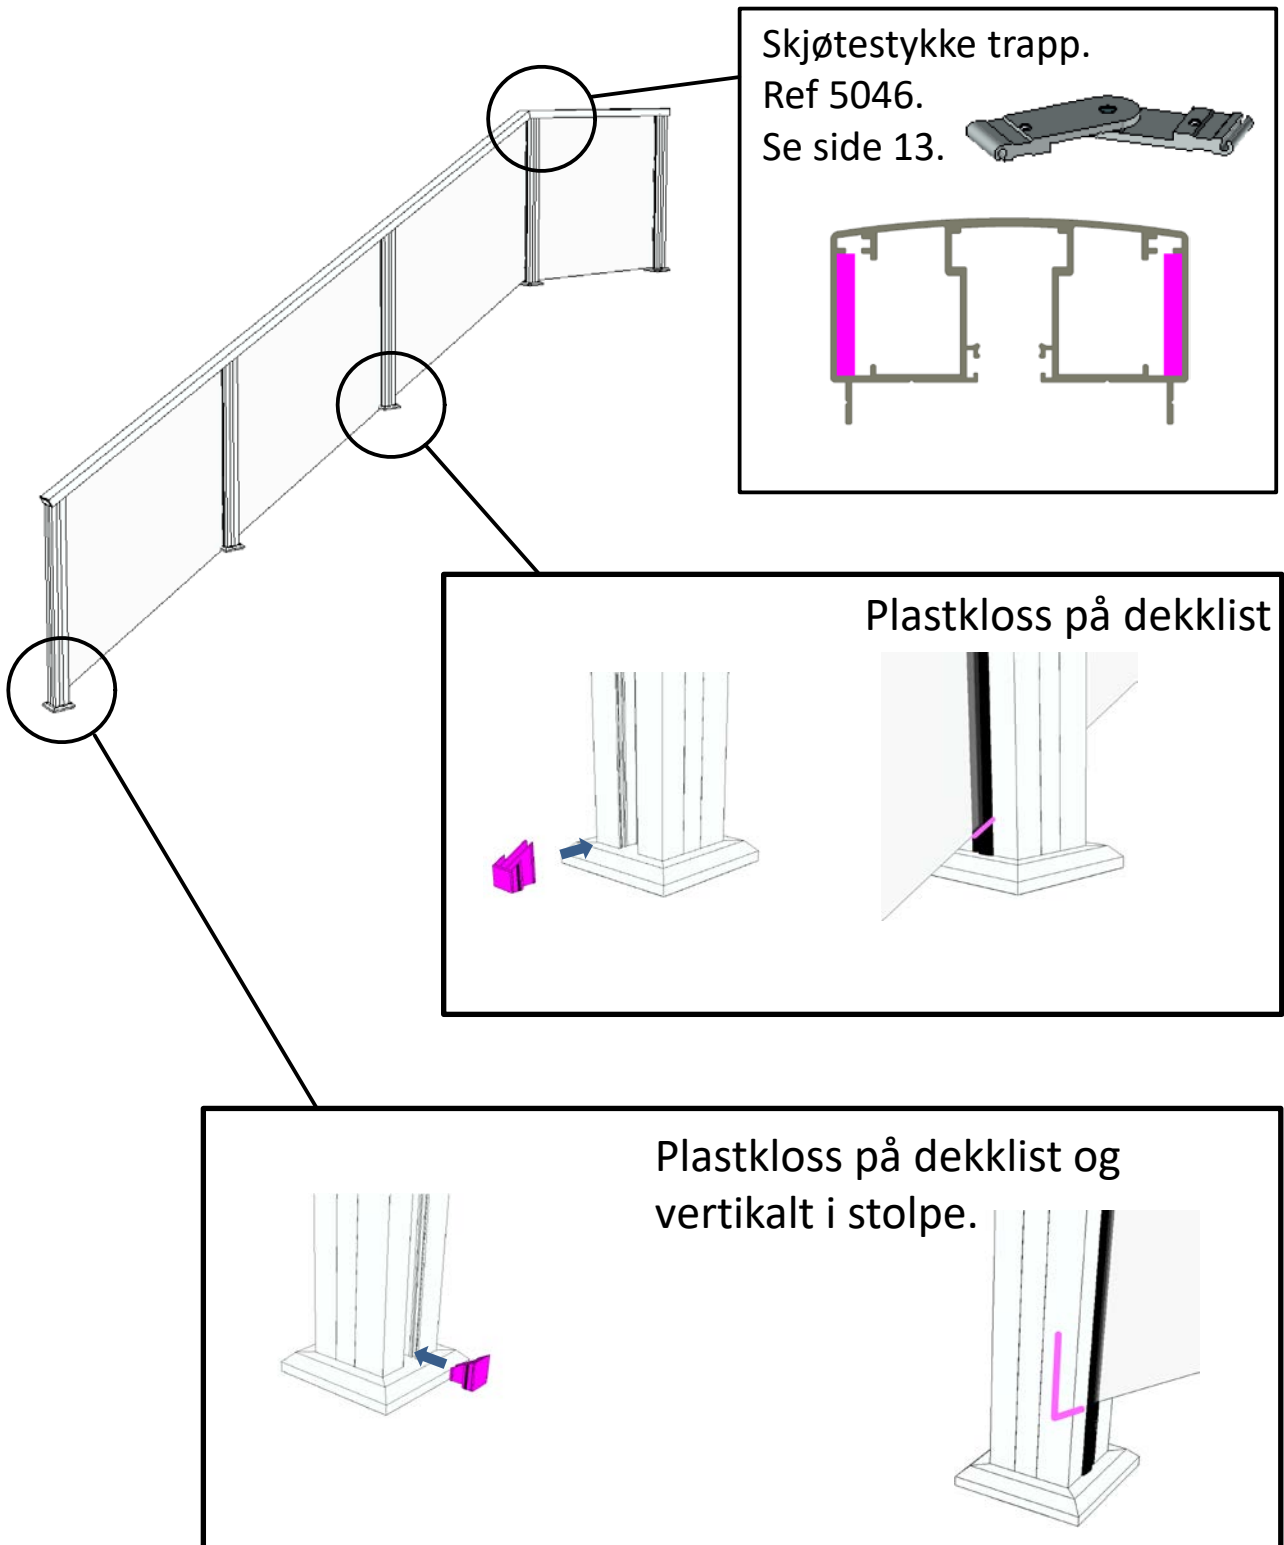 Skjøtestykke trapp.
Ref 5046.
Se side 13.
Plastkloss på dekklist
Plastkloss på dekklist og
vertikalt i stolpe.